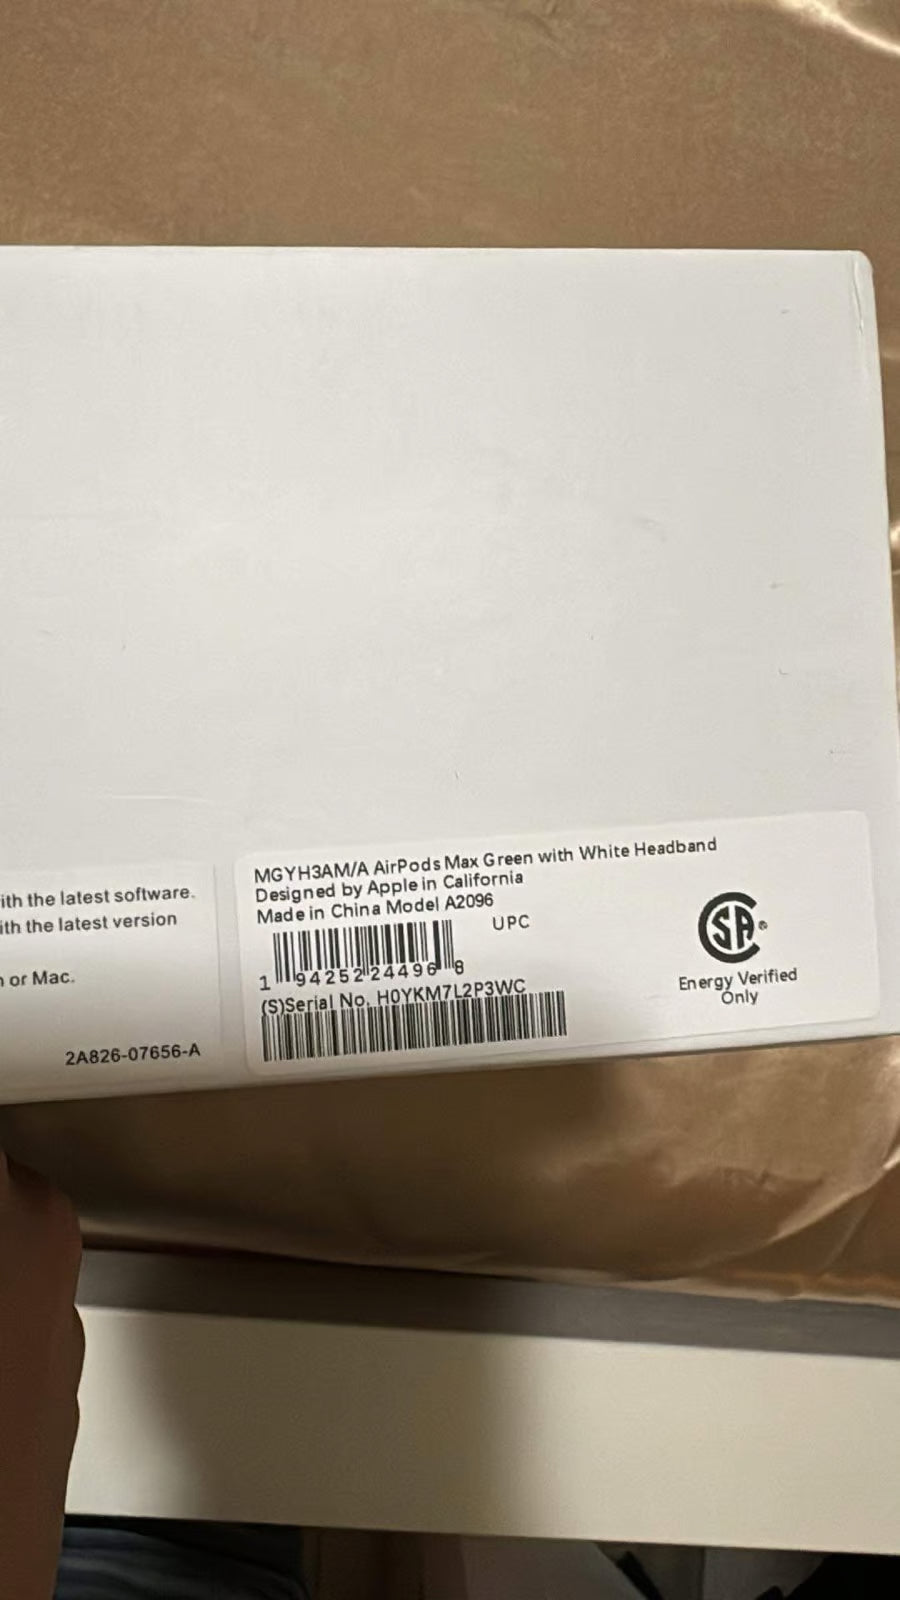 ith the latest software.
ith the latest version
n or Mac.
2A826-07656-A
MGYH3AM/A AirPods Max Green with White Headband
Designed by Apple in California
Made in China Model A2096
UPC
1 94252 24496 8
(S)Serial No. H0YKM7L2P3WC
SA®
Energy Verified
Only